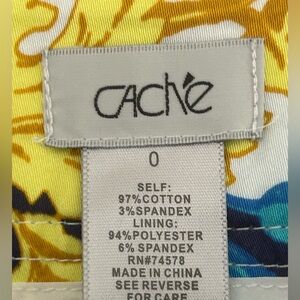 CACHÉ
0
SELF:
97%COTTON
3%SPANDEX
LINING:
94%POLYESTER
6% SPANDEX
RN#74578
MADE IN CHINA
SEE REVERSE
FOR CARE